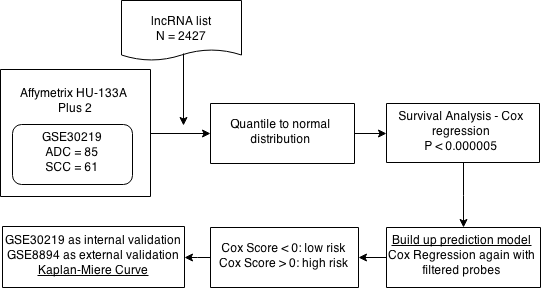 lncRNA list
N = 2427
Affymetrix HU-133A
Plus 2
GSE30219
ADC = 85
SCC = 61
Quantile to normal
distribution
Survival Analysis - Cox
regression
P < 0.000005
Build up prediction model
Cox Regression again with
filtered probes
Cox Score < 0: low risk
Cox Score > 0: high risk
GSE30219 as internal validation
GSE8894 as external validation
Kaplan-Miere Curve